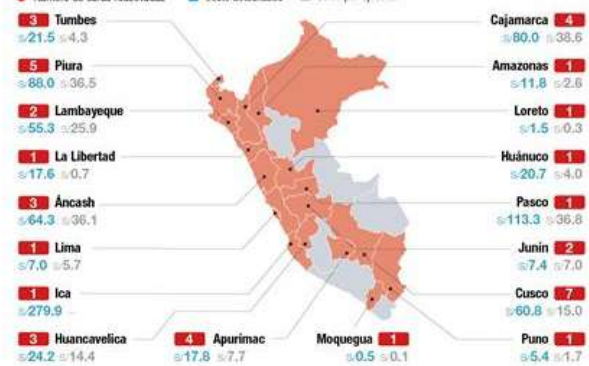 3 Tumbes
S/21.5 S/4.3
5 Piura
S/88.0 S/36.5
2 Lambayeque
S/55.3 S/25.9
1 La Libertad
S/17.6 S/0.7
3 Áncash
S/64.3 S/36.1
1 Lima
S/7.0 S/5.7
1 Ica
S/279.9 –
3 Huancavelica
S/24.2 S/14.4
4 Apurímac
S/17.8 S/7.7
Moquegua 1
S/0.5 S/0.1
Cajamarca 4
S/80.0 S/38.6
Amazonas 1
S/11.8 S/2.6
Loreto 1
S/1.5 S/0.3
Huánuco 1
S/20.7 S/4.0
Pasco 1
S/113.3 S/36.8
Junín 2
S/7.4 S/7.0
Cusco 7
S/60.8 S/15.0
Puno 1
S/5.4 S/1.7